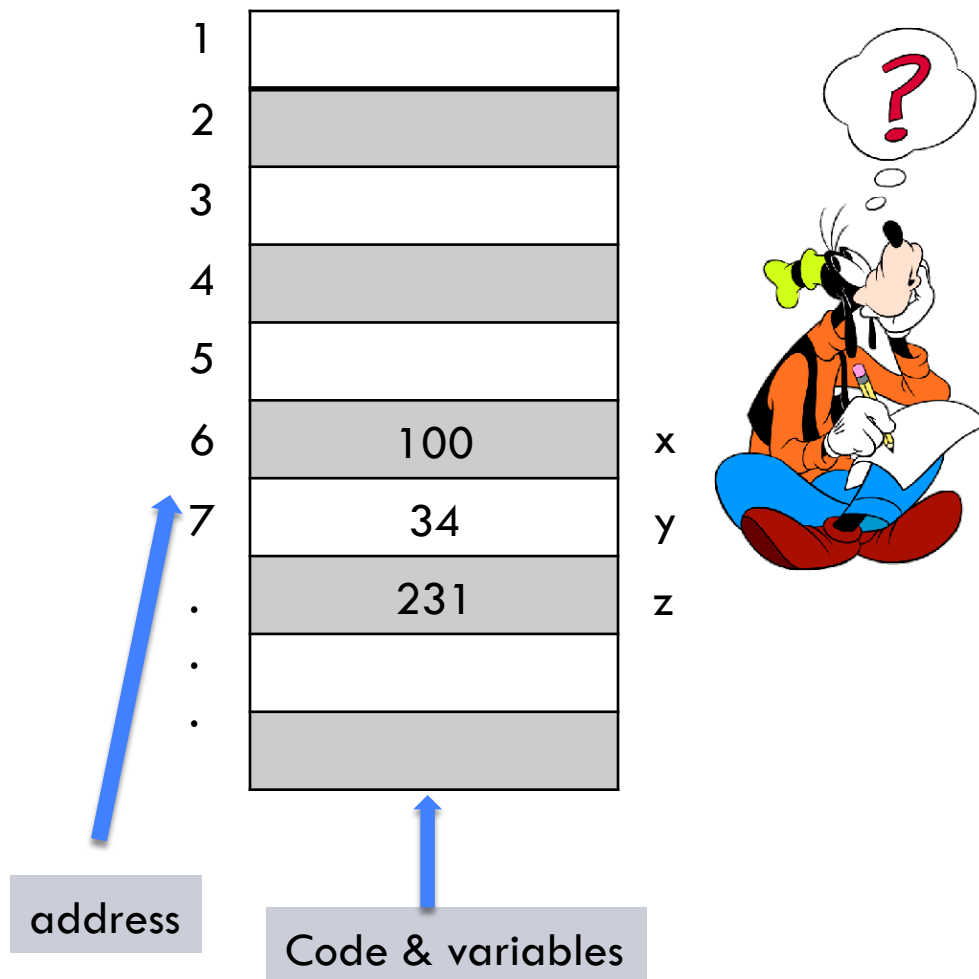 1
?
2
3
4
5
6 100 x
7 34 y
. 231 z
.
.
address
Code & variables